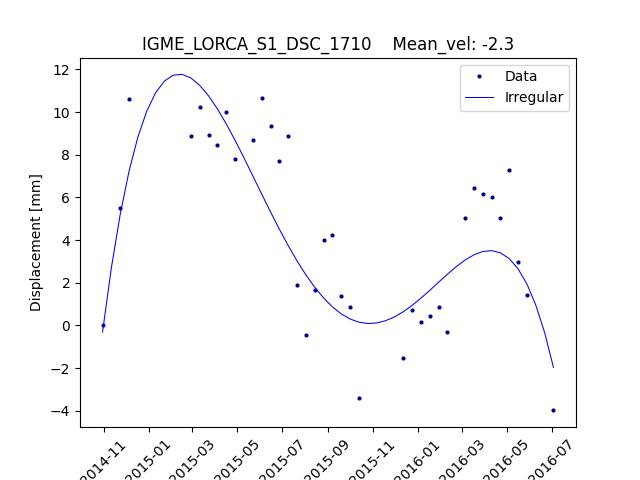 IGME_LORCA_S1_DSC_1710    Mean_vel: -2.3
Data
Irregular
Displacement [mm]
12
10
8
6
4
2
0
−2
−4
2014-11 2015-01 2015-03 2015-05 2015-07 2015-09 2015-11 2016-01 2016-03 2016-05 2016-07